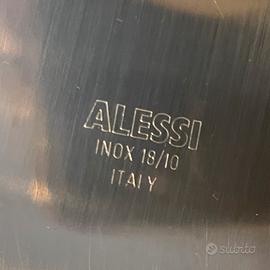 ALESSI
INOX 18/10
ITALY
subito